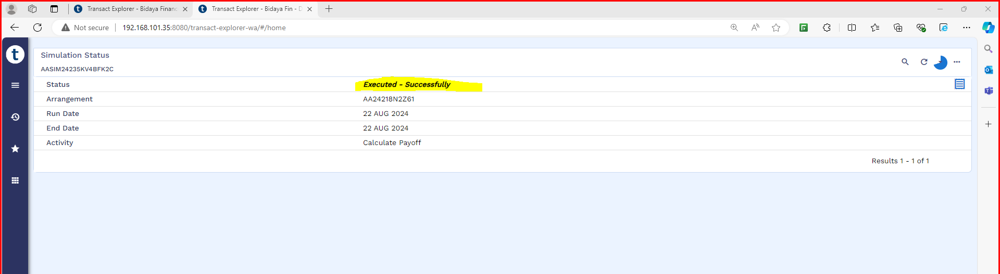 Transact Explorer - Bidaya Financ
Transact Explorer - Bidaya Fin - D
Not secure
192.168.101.35:8080/transact-explorer-wa/#/home
t
Simulation Status
AASIM24235KV4BFK2C
Status Executed - Successfully
Arrangement AA24218N2Z61
Run Date 22 AUG 2024
End Date 22 AUG 2024
Activity Calculate Payoff
Results 1 - 1 of 1